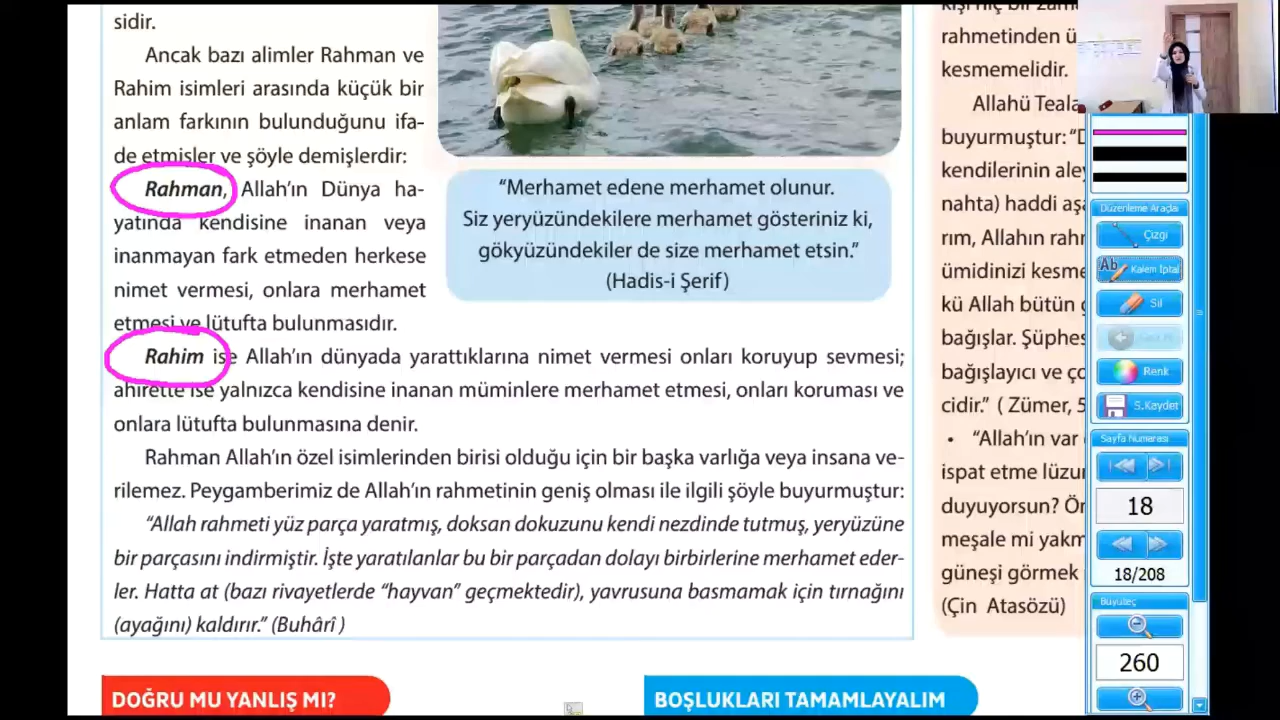 sidir.
Ancak bazı alimler Rahman ve
Rahim isimleri arasında küçük bir
anlam farkının bulunduğunu ifa-
de etmişler ve şöyle demişlerdir:
Rahman, Allah’ın Dünya ha-
yatında kendisine inanan veya
inanmayan fark etmeden herkese
nimet vermesi, onlara merhamet
etmesi ve lütufta bulunmasıdır.
Rahim ise Allah’ın dünyada yarattıklarına nimet vermesi onları koruyup sevmesi;
ahirette ise yalnızca kendisine inanan müminlere merhamet etmesi, onları koruması ve
onlara lütufta bulunmasına denir.
Rahman Allah’ın özel isimlerinden birisi olduğu için bir başka varlığa veya insana ve-
rilemez. Peygamberimiz de Allah’ın rahmetinin geniş olması ile ilgili şöyle buyurmuştur:
“Allah rahmeti yüz parça yaratmış, doksan dokuzunu kendi nezdinde tutmuş, yeryüzüne
bir parçasını indirmiştir. İşte yaratılanlar bu bir parçadan dolayı birbirlerine merhamet eder-
ler. Hatta at (bazı rivayetlerde “hayvan” geçmektedir), yavrusuna basmamak için tırnağını
(ayağını) kaldırır.” (Buhârî )
“Merhamet edene merhamet olunur.
Siz yeryüzündekilere merhamet gösteriniz ki,
gökyüzündekiler de size merhamet etsin.”
(Hadis-i Şerif)
DOĞRU MU YANLIŞ MI?
BOŞLUKLARI TAMAMLAYALIM
kişi hiç bir zama
rahmetinden ü
kesmemelidir.
Allahü Teala
buyurmuştur: “D
kendilerinin aley
nahta) haddi aşa
rım, Allahın rahm
ümidinizi kesme
kü Allah bütün g
bağışlar. Şüphes
bağışlayıcı ve ço
cidir.” ( Zümer, 5
• “Allah’ın var
ispat etme lüzu
duyuyorsun? Ön
meşale mi yakm
güneşi görmek
(Çin Atasözü)
Düzenleme Araçları
Çizgi
Kalem İptal
Sil
Renk
S.Kaydet
Sayfa Numarası
18
18/208
Büyüteç
260